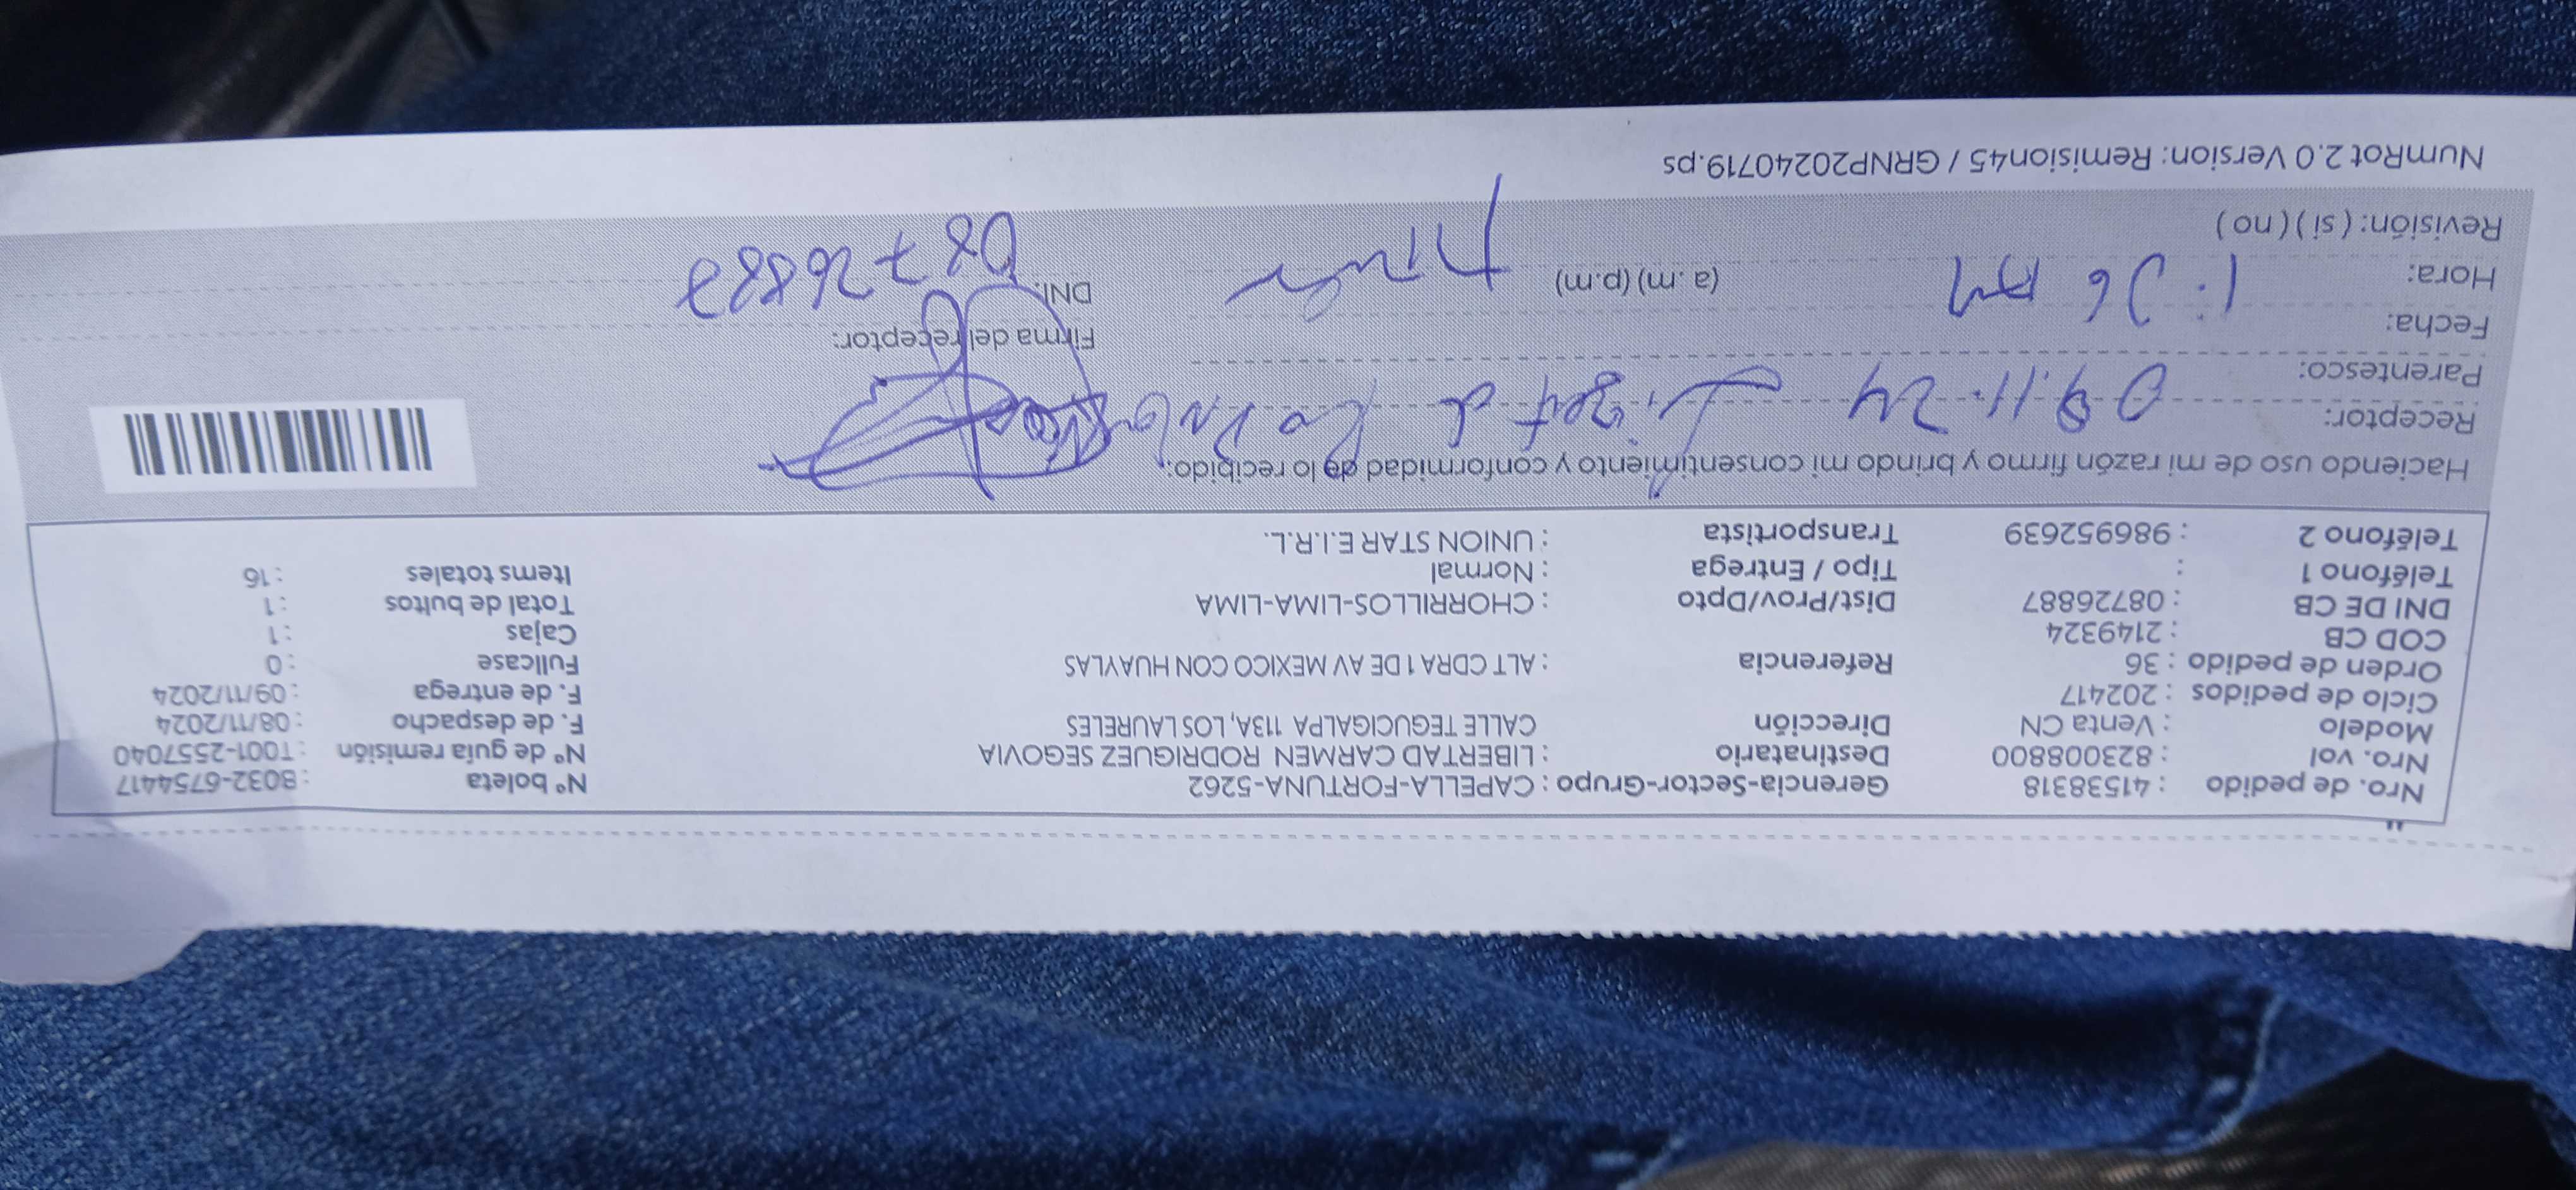 Nro. de pedido : 41538318 Gerencia-Sector-Grupo : CAPELLA-FORTUNA-5262 Nº boleta : B032-6754417
Nro. vol : 823008800 Destinatario : LIBERTAD CARMEN RODRIGUEZ SEGOVIA Nº de guía remisión : T001-2557040
Modelo : Venta CN Dirección CALLE TEGUCIGALPA 113A, LOS LAURELES F. de despacho : 08/11/2024
Ciclo de pedidos : 202417 F. de entrega : 09/11/2024
Orden de pedido : 36 Referencia : ALT CDRA 1 DE AV MEXICO CON HUAYLAS Fullcase : 0
COD CB : 2149324 Cajas : 1
DNI DE CB : 08726887 Dist/Prov/Dpto : CHORRILLOS-LIMA-LIMA Total de bultos : 1
Teléfono 1 : Tipo / Entrega : Normal Items totales : 16
Teléfono 2 : 986952639 Transportista : UNION STAR E.I.R.L.
Haciendo uso de mi razón firmo y brindo mi consentimiento y conformidad de lo recibido:
Receptor:
Parentesco: 09.11.24
Fecha: Firma del receptor:
Hora: (a.m) (p.m) DNI: 08726887
Revisión: ( si ) ( no )
NumRot 2.0 Version: Remision45 / GRNP20240719.ps